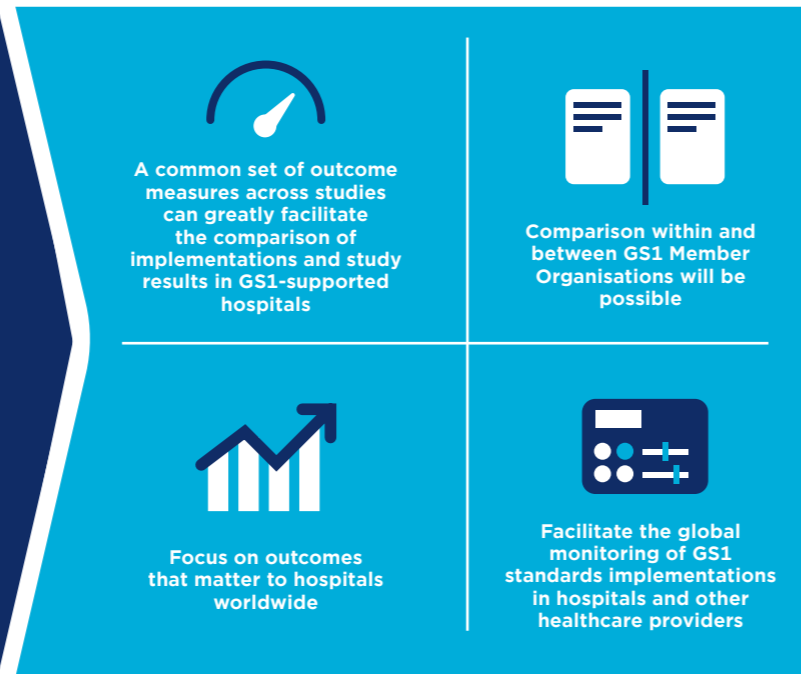 A common set of outcome
measures across studies
can greatly facilitate
the comparison of
implementations and study
results in GS1-supported
hospitals
Comparison within and
between GS1 Member
Organisations will be
possible
Focus on outcomes
that matter to hospitals
worldwide
Facilitate the global
monitoring of GS1
standards implementations
in hospitals and other
healthcare providers